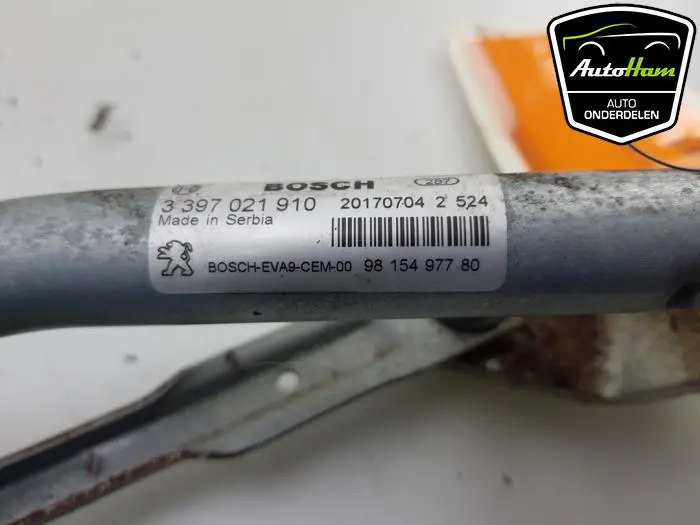 AutoHam
AUTO
ONDERDELEN
BOSCH 287
3 397 021 910 20170704 2 524
Made in Serbia
BOSCH-EVA9-CEM-00 98 154 977 80